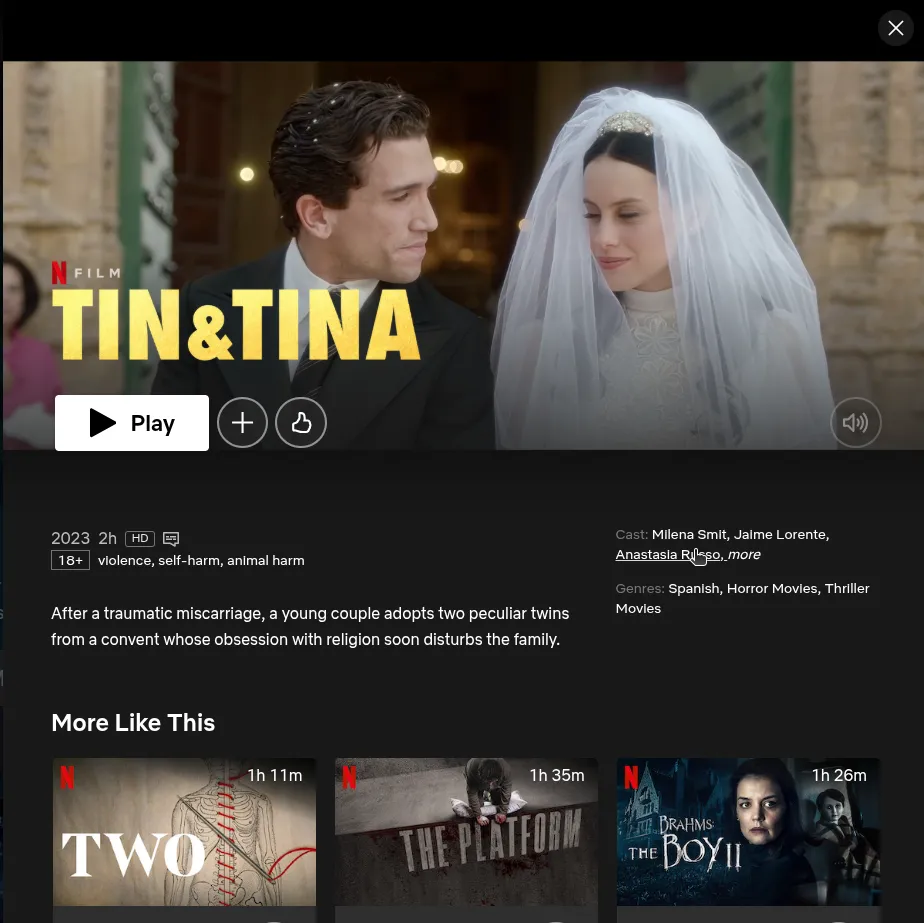 N FILM
TIN&TINA
Play
2023 2h HD
18+ violence, self-harm, animal harm
Cast: Milena Smit, Jaime Lorente,
Anastasia Russo, more
Genres: Spanish, Horror Movies, Thriller
Movies
After a traumatic miscarriage, a young couple adopts two peculiar twins
from a convent whose obsession with religion soon disturbs the family.
More Like This
N 1h 11m
TWO
N 1h 35m
THE PLATFORM
N 1h 26m
BRAHMS:
THE BOY II